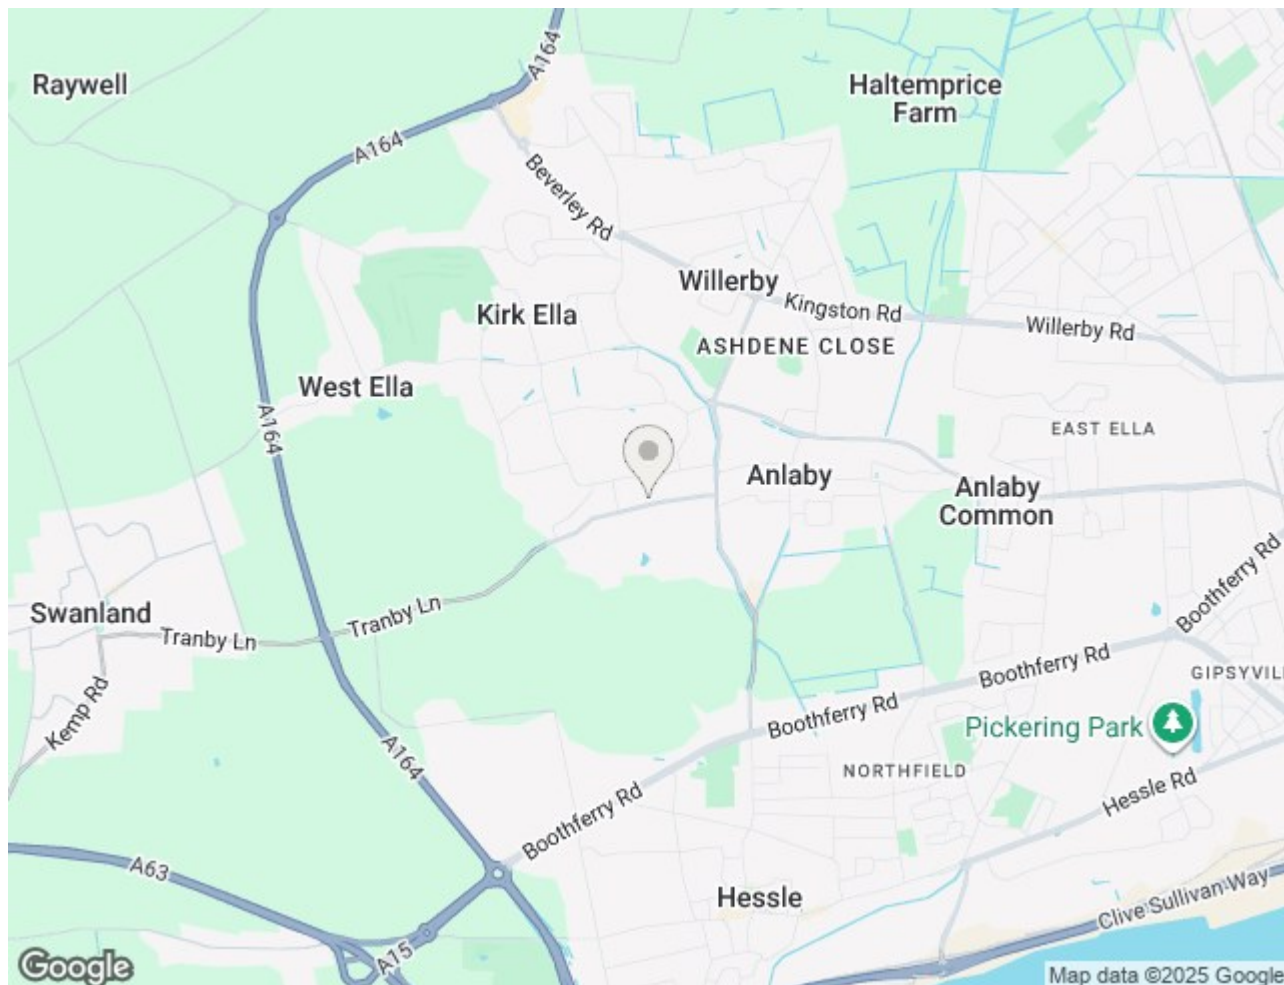 A164
Raywell
Haltemprice
Farm
A164
Beverley Rd
Willerby
Kingston Rd
Kirk Ella
Willerby Rd
ASHDENE CLOSE
West Ella
A164
EAST ELLA
Anlaby
Anlaby
Common
Swanland
Tranby Ln
Tranby Ln
Boothferry Rd
Boothferry Rd
GIPSYVILL
Kemp Rd
Boothferry Rd
Pickering Park
A164
NORTHFIELD
Hessle Rd
Boothferry Rd
A63
Hessle
Clive Sullivan Way
A15
Google
Map data ©2025 Google